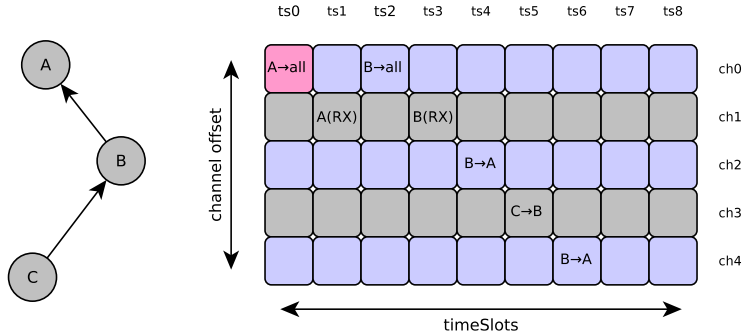 ts0 ts1 ts2 ts3 ts4 ts5 ts6 ts7 ts8
A→all B→all ch0
A(RX) B(RX) ch1
B→A ch2
C→B ch3
B→A ch4
channel offset
timeSlots
A
B
C